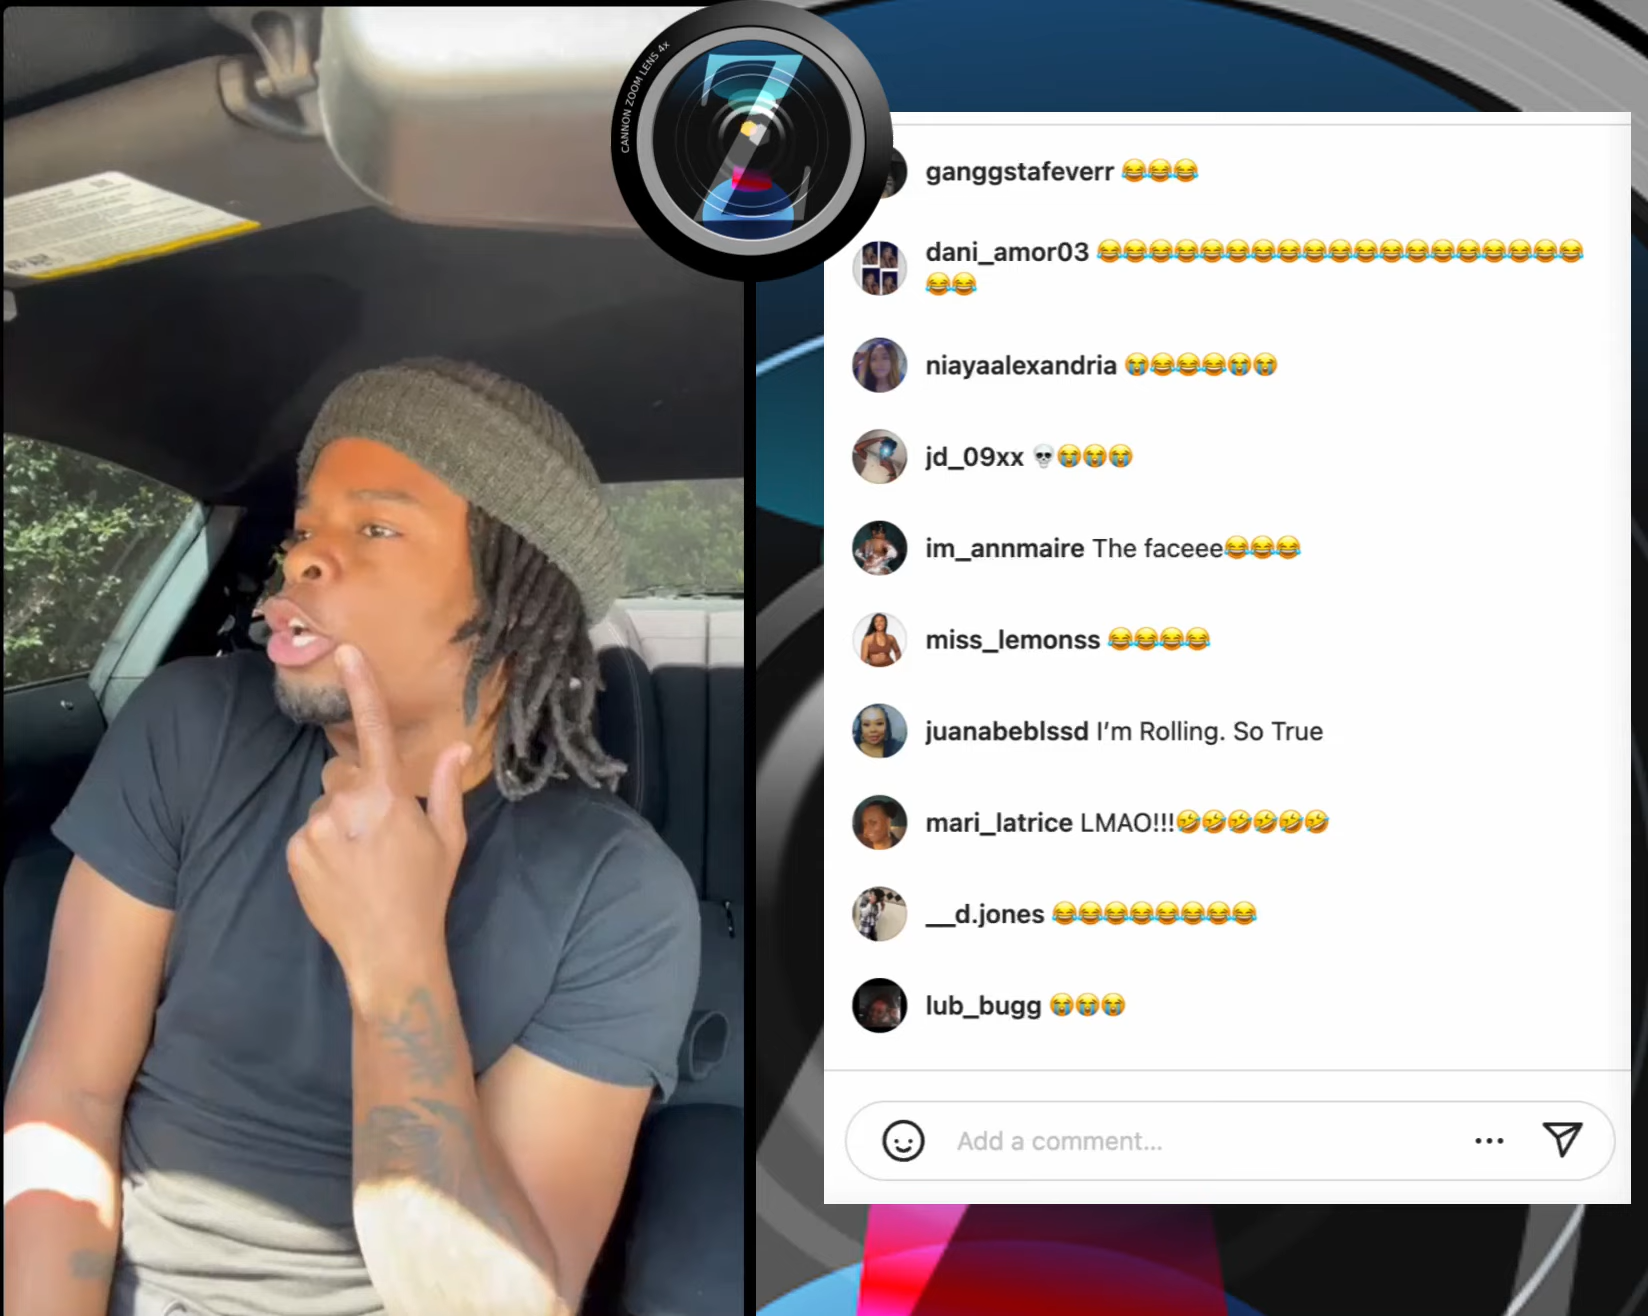 CANNON ZOOM LENS 4x
Z
ganggstafeverr 😂😂😂
dani_amor03 😂😂😂😂😂😂😂😂😂😂😂😂😂😂😂😂😂😂😂
😂😂
niayaalexandria 😭😂😂😂😭😭
jd_09xx 💀😭😭😭
im_annmaire The faceee😂😂😂
miss_lemonss 😂😂😂😂
juanabeblssd I’m Rolling. So True
mari_latrice LMAO!!!🤣🤣🤣🤣🤣🤣
__d.jones 😂😂😂😂😂😂😂😂
lub_bugg 😭😭😭
Add a comment...